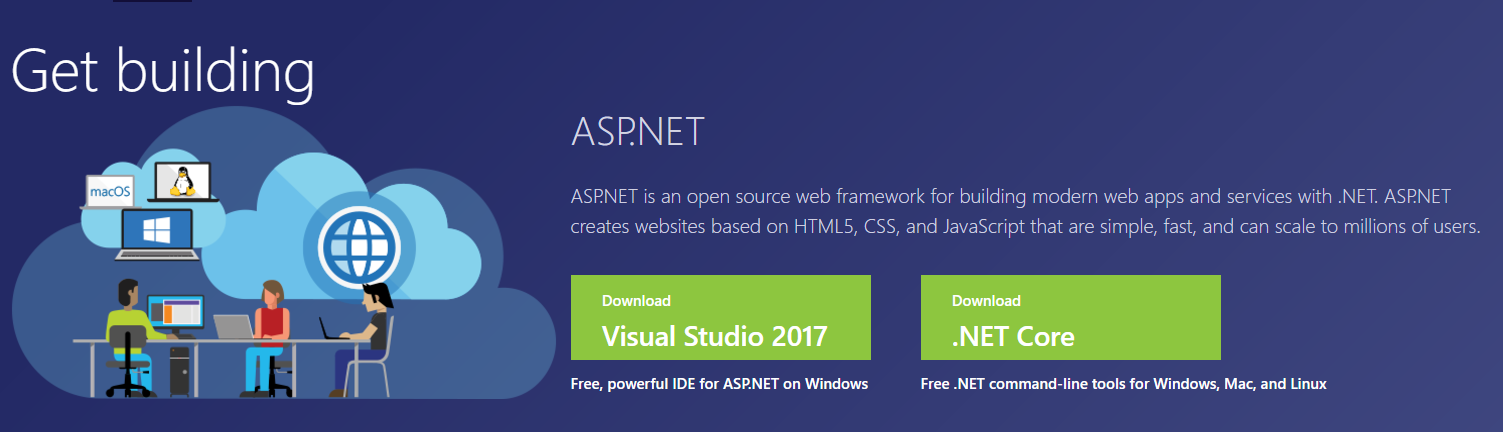 Get building
macOS
ASP.NET
ASP.NET is an open source web framework for building modern web apps and services with .NET. ASP.NET
creates websites based on HTML5, CSS, and JavaScript that are simple, fast, and can scale to millions of users.
Download
Visual Studio 2017
Free, powerful IDE for ASP.NET on Windows
Download
.NET Core
Free .NET command-line tools for Windows, Mac, and Linux